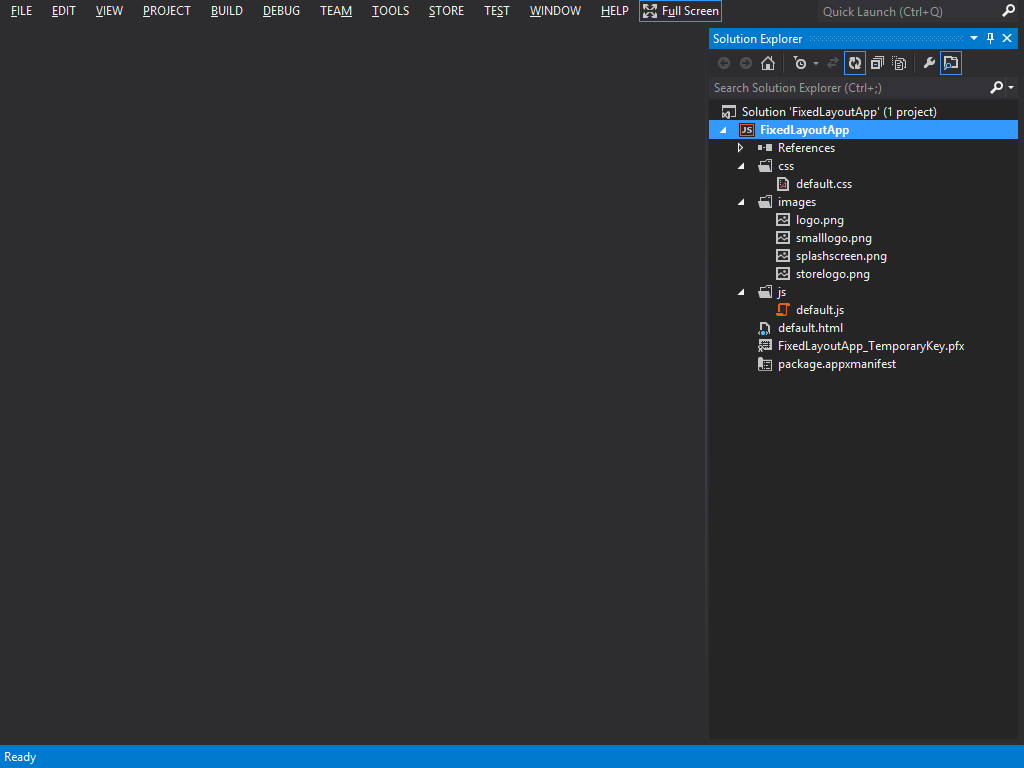 FILE EDIT VIEW PROJECT BUILD DEBUG TEAM TOOLS STORE TEST WINDOW HELP Full Screen Quick Launch (Ctrl+Q)
Solution Explorer
Search Solution Explorer (Ctrl+;)
Solution 'FixedLayoutApp' (1 project)
JS FixedLayoutApp
References
css
default.css
images
logo.png
smalllogo.png
splashscreen.png
storelogo.png
js
default.js
default.html
FixedLayoutApp_TemporaryKey.pfx
package.appxmanifest
Ready